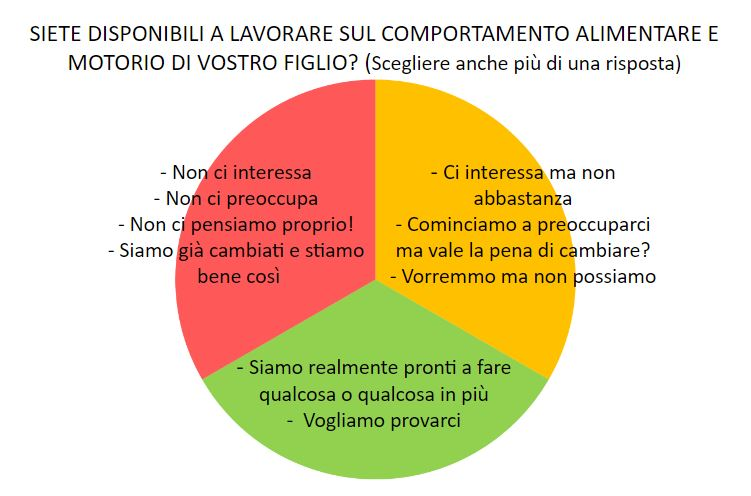 SIETE DISPONIBILI A LAVORARE SUL COMPORTAMENTO ALIMENTARE E
MOTORIO DI VOSTRO FIGLIO? (Scegliere anche più di una risposta)
- Non ci interessa
- Non ci preoccupa
- Non ci pensiamo proprio!
- Siamo già cambiati e stiamo
bene così
- Ci interessa ma non
abbastanza
- Cominciamo a preoccuparci
ma vale la pena di cambiare?
- Vorremmo ma non possiamo
- Siamo realmente pronti a fare
qualcosa o qualcosa in più
- Vogliamo provarci